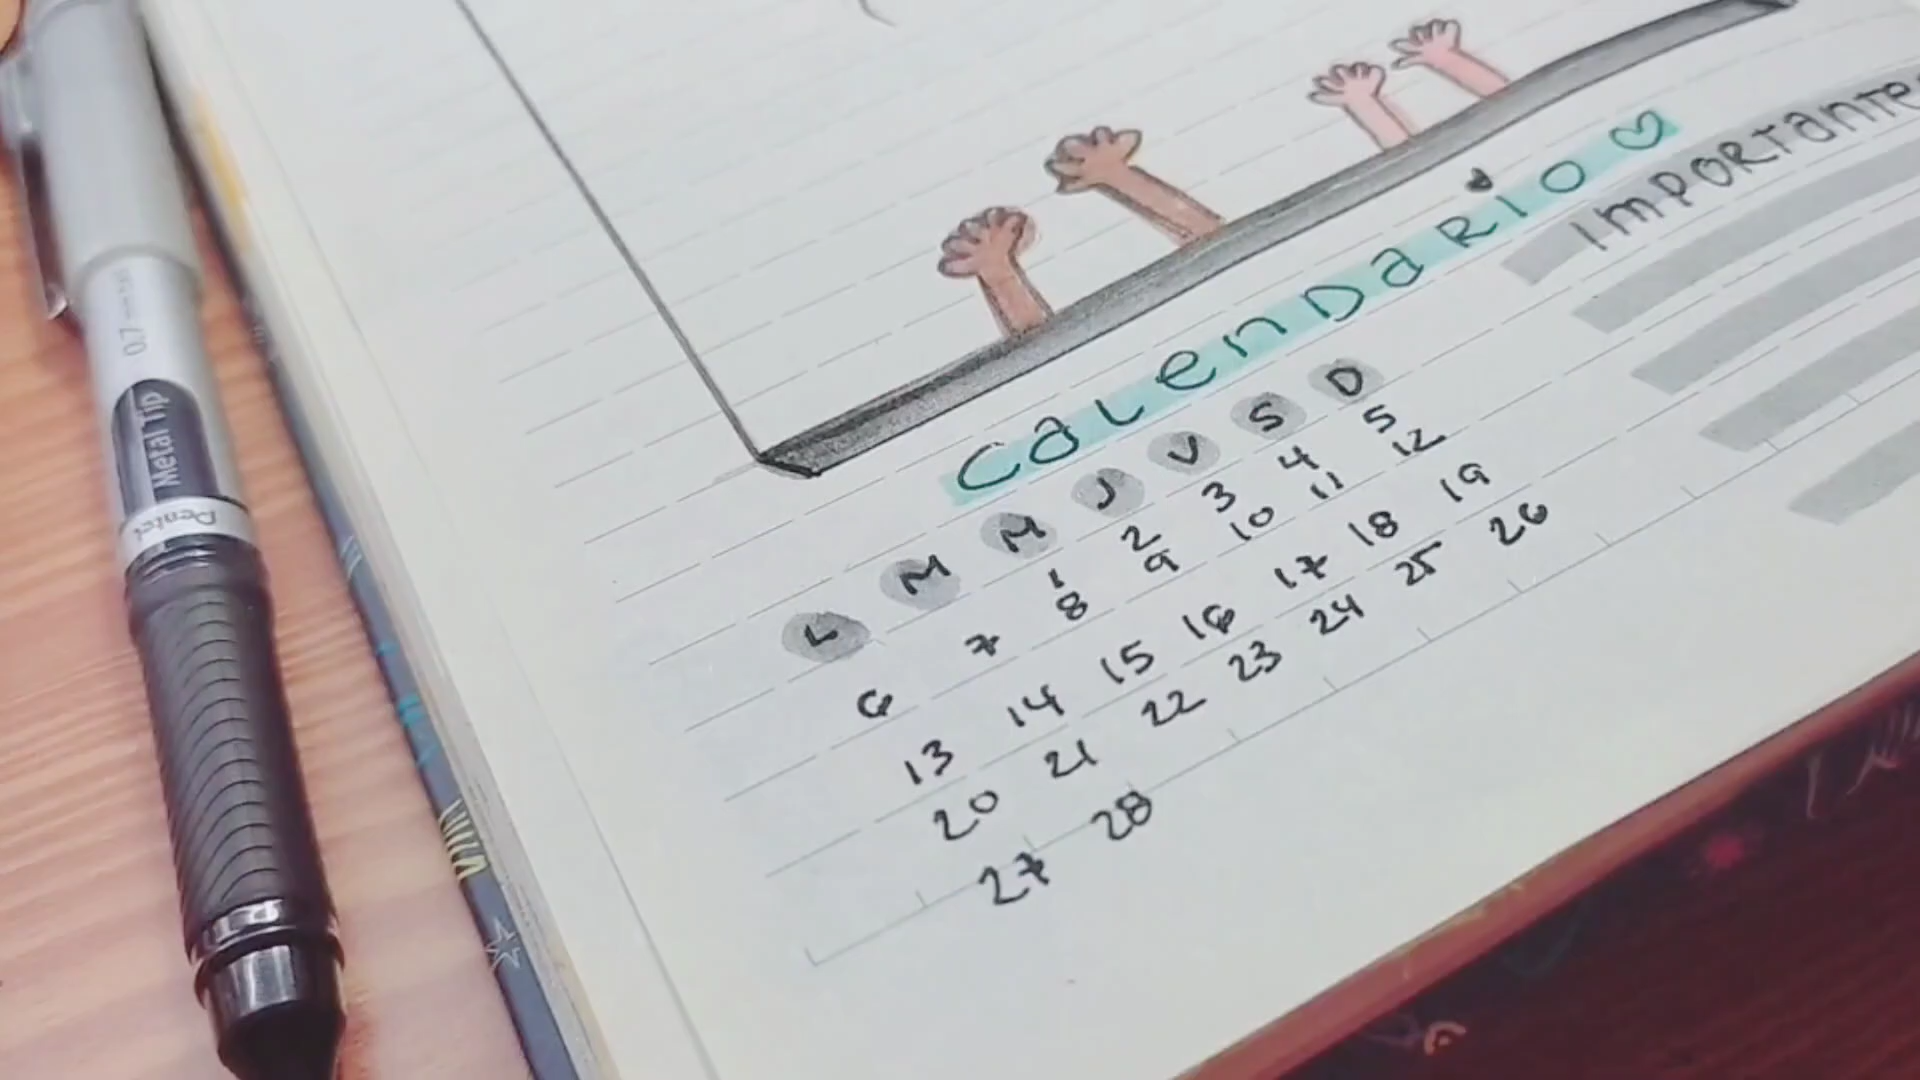 CaLenDaRio
Importante
L M M J V S D
1 2 3 4 5
6 7 8 9 10 11 12
13 14 15 16 17 18 19
20 21 22 23 24 25 26
27 28
0.7
Metal Tip
Pentel